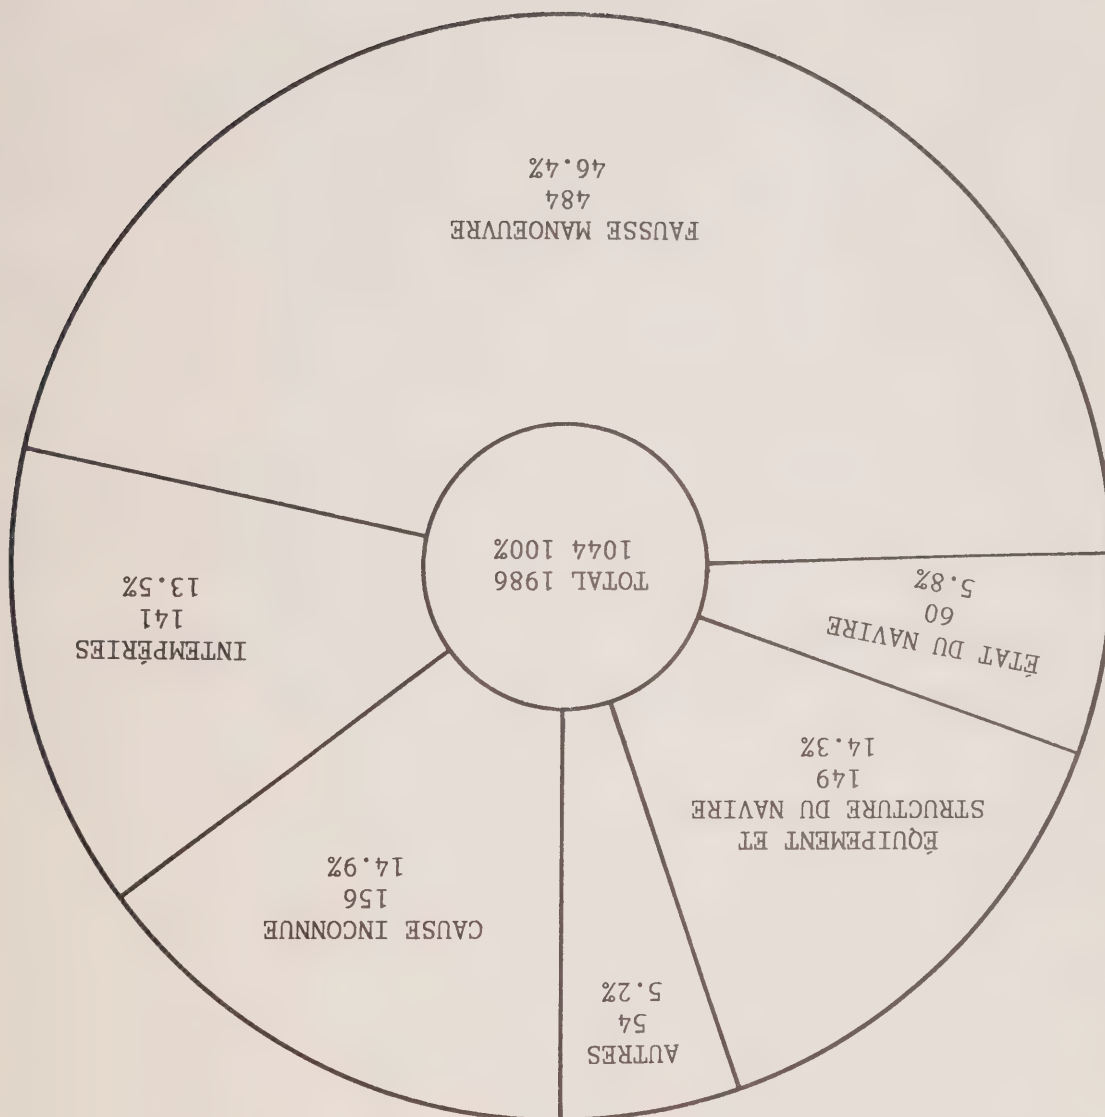 AUTRES
54
5.2%
CAUSE INCONNUE
156
14.9%
ÉQUIPEMENT ET
STRUCTURE DU NAVIRE
149
14.3%
ÉTAT DU NAVIRE
60
5.8%
INTEMPÉRIES
141
13.5%
TOTAL 1986
1044 100%
FAUSSE MANOEUVRE
484
46.4%